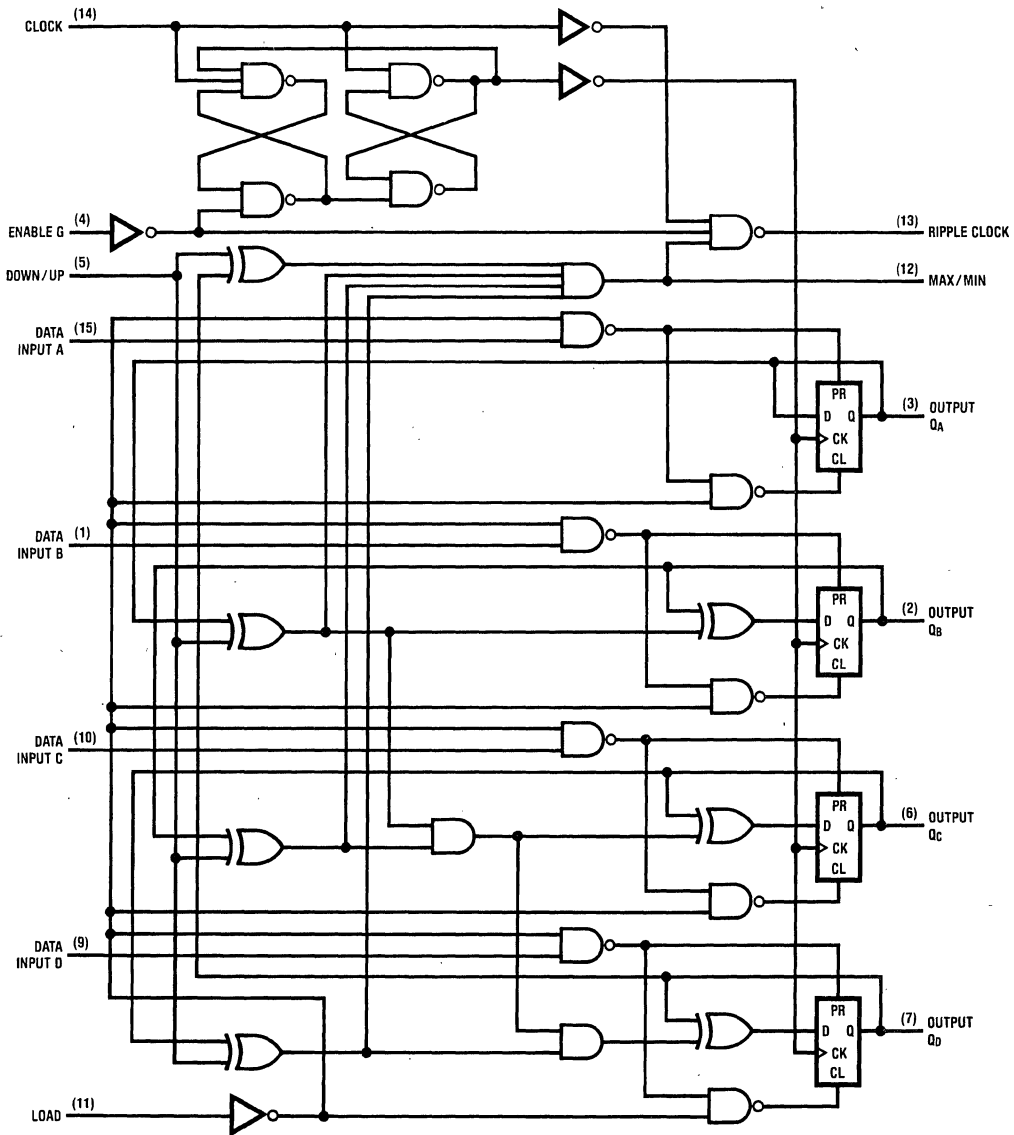 CLOCK (14)
ENABLE G (4)
(13) RIPPLE CLOCK
DOWN/UP (5)
(12) MAX/MIN
DATA INPUT A (15)
PR
D Q
CK
CL
(3) OUTPUT QA
DATA INPUT B (1)
PR
D Q
CK
CL
(2) OUTPUT QB
DATA INPUT C (10)
PR
D Q
CK
CL
(6) OUTPUT QC
DATA INPUT D (9)
PR
D Q
CK
CL
(7) OUTPUT QD
LOAD (11)